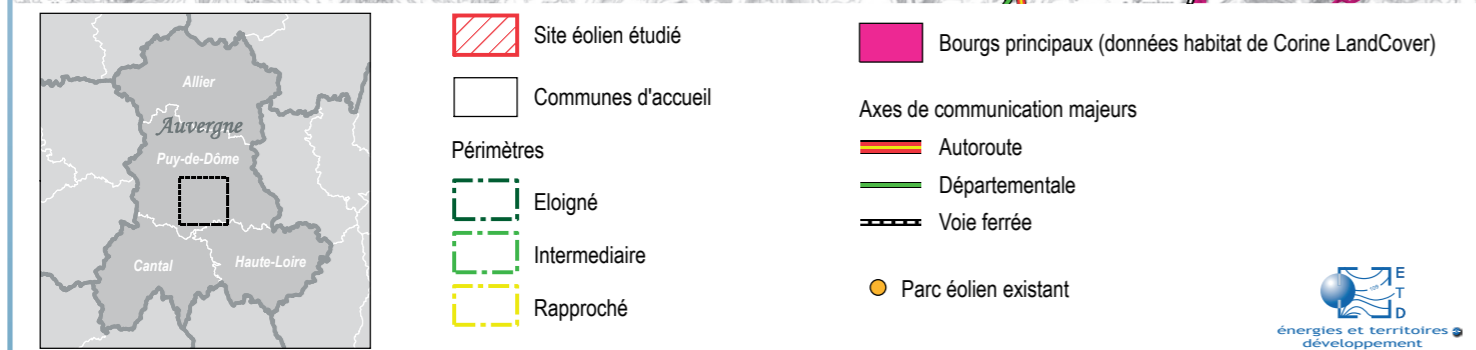 Allier
Auvergne
Puy-de-Dôme
Cantal
Haute-Loire
Site éolien étudié
Communes d'accueil
Périmètres
Eloigné
Intermediaire
Rapproché
Bourgs principaux (données habitat de Corine LandCover)
Axes de communication majeurs
Autoroute
Départementale
Voie ferrée
Parc éolien existant
E
T
D
énergies et territoires
développement